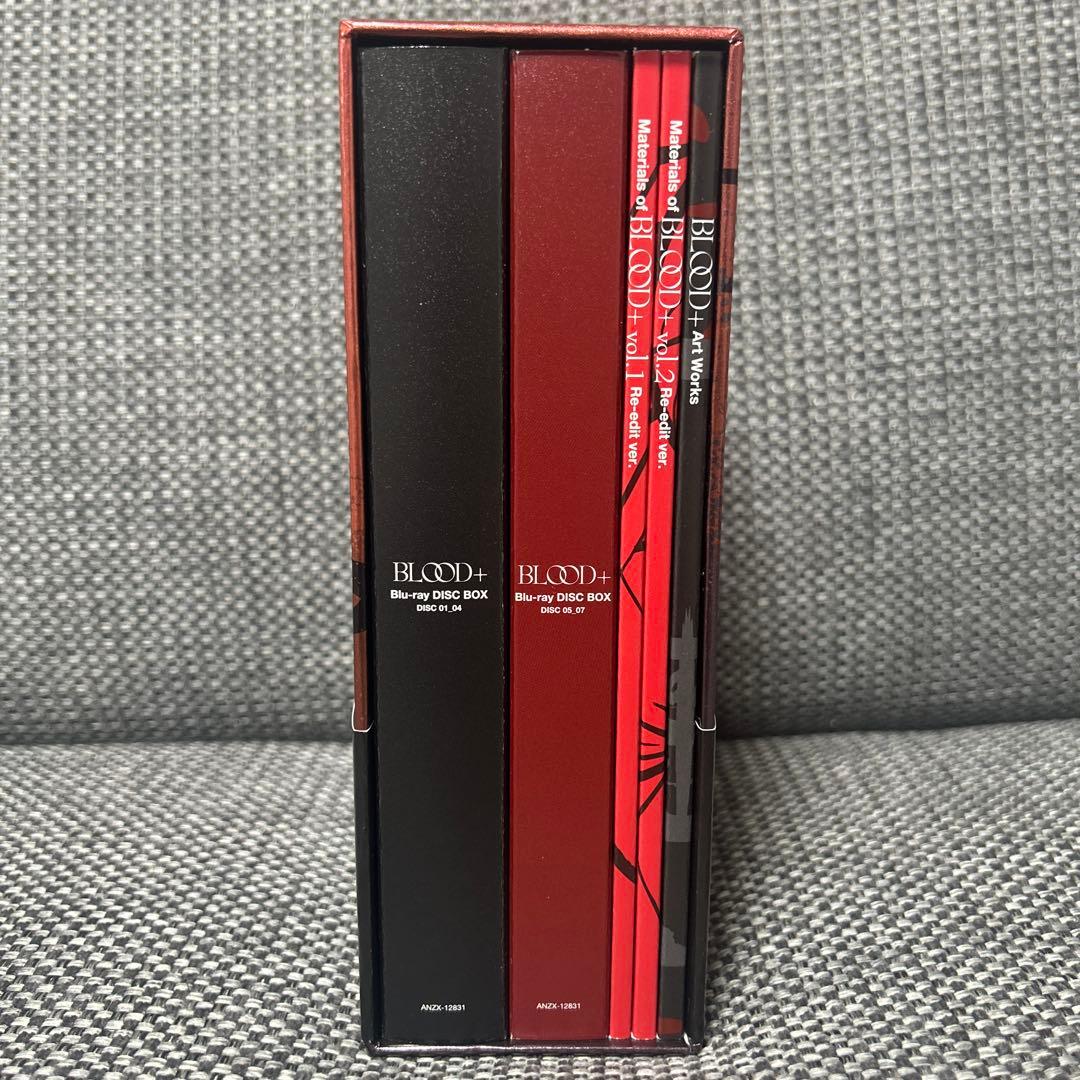 BLOOD+
Blu-ray DISC BOX
DISC 01_04
ANZX-12831
BLOOD+
Blu-ray DISC BOX
DISC 05_07
ANZX-12831
Materials of BLOOD+ vol.1 Re-edit ver.
Materials of BLOOD+ vol.2 Re-edit ver.
BLOOD+ Art Works